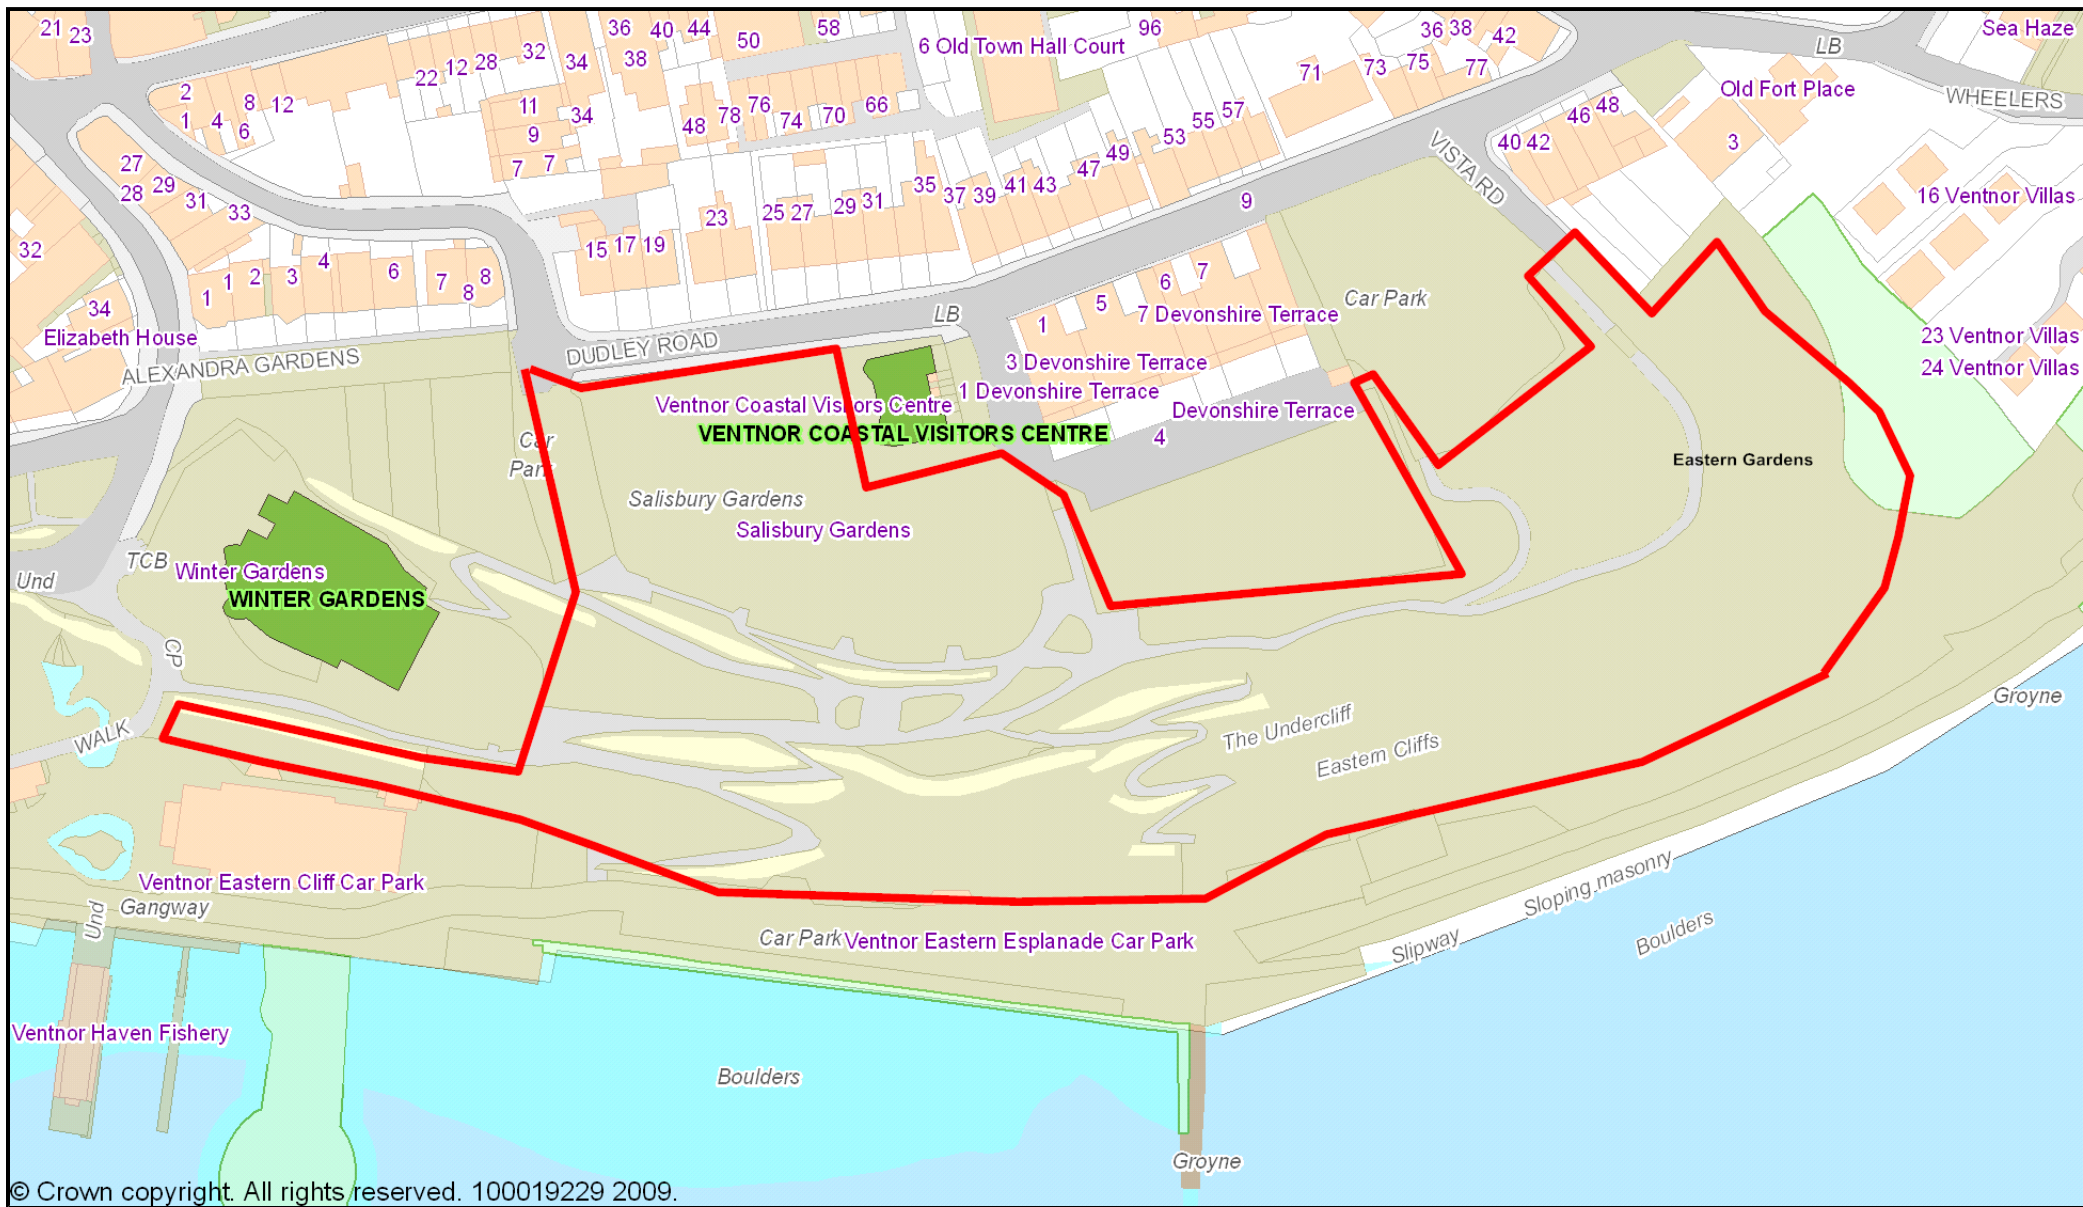 21
23
36
40
44
58
96
36
38
42
Sea Haze
50
38
32
34
28
12
22
6 Old Town Hall Court
LB
71
73
75
77
Old Fort Place
WHEELERS
2
8
12
1
4
6
11
9
34
48
78
76
74
70
66
57
55
53
46
48
40
42
3
7
7
49
47
VISTA RD
27
28
29
31
33
35
37
39
41
43
9
16 Ventnor Villas
32
23
25
27
29
31
15
17
19
4
6
7
8
8
3
2
1
1
6
7
5
1
7 Devonshire Terrace
Car Park
34
Elizabeth House
ALEXANDRA GARDENS
DUDLEY ROAD
LB
23 Ventnor Villas
24 Ventnor Villas
3 Devonshire Terrace
1 Devonshire Terrace
Devonshire Terrace
4
Ventnor Coastal Visitors Centre
VENTNOR COASTAL VISITORS CENTRE
Car
Park
Eastern Gardens
Salisbury Gardens
Salisbury Gardens
TCB
Und
Winter Gardens
WINTER GARDENS
CP
WALK
The Undercliff
Eastern Cliffs
Groyne
Ventnor Eastern Cliff Car Park
Gangway
Und
Car Park
Ventnor Eastern Esplanade Car Park
Sloping masonry
Slipway
Boulders
Ventnor Haven Fishery
Boulders
Groyne
© Crown copyright. All rights reserved. 100019229 2009.